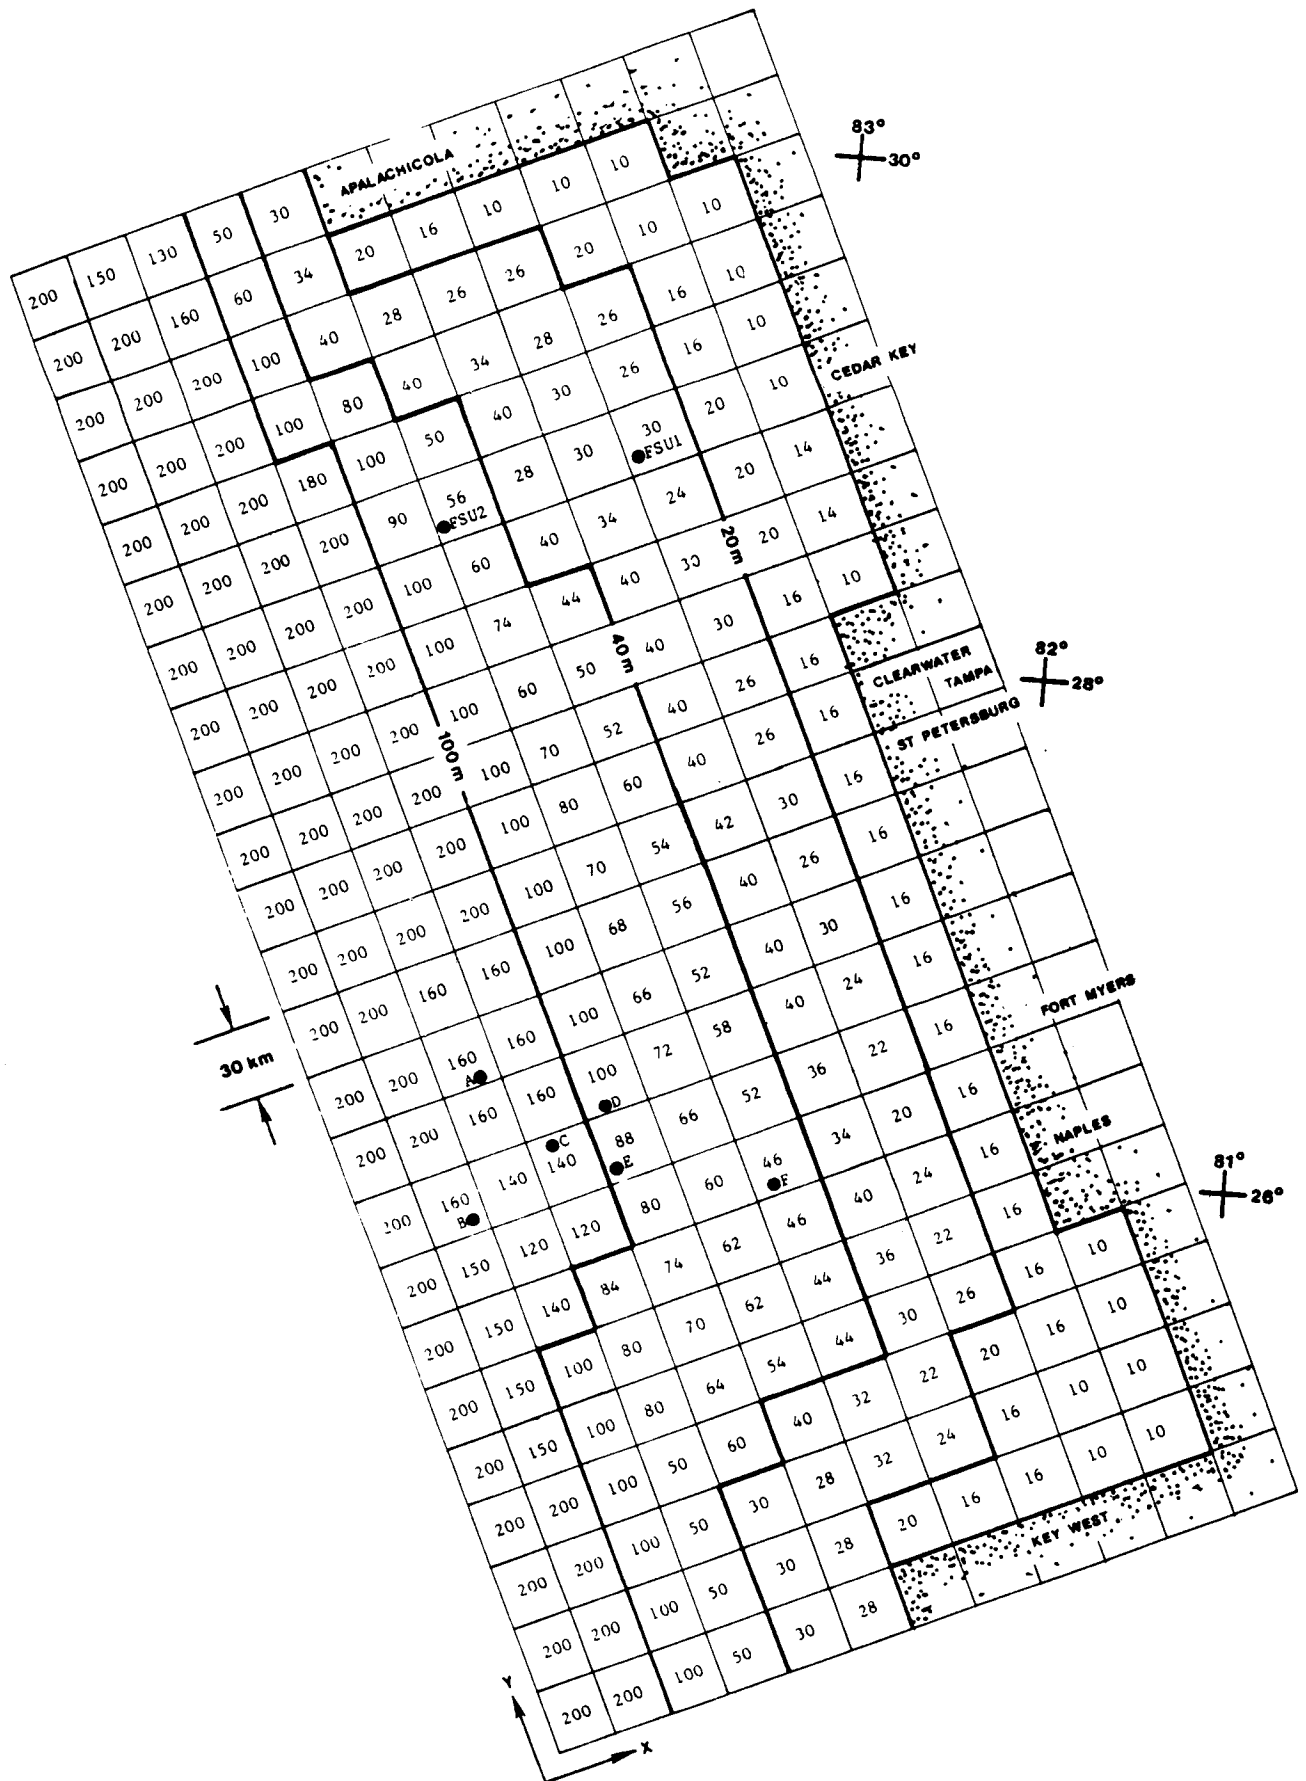 83°
30°
APALACHICOLA
200 150 130 50 30
200 200 160 60 34 20 16 10 10 10
200 200 200 100 40 28 26 26 20 10 10
200 200 200 100 80 40 34 28 26 16 10
CEDAR KEY
200 200 200 180 100 50 40 30 26 16 10
200 200 200 200 90 56 28 30 30 20 10
FSU2 FSU1
200 200 200 200 100 60 40 34 24 20 14
200 200 200 200 100 74 44 40 30 20 14
20m
200 200 200 200 100 60 50 40 30 16 10
40m
82°
28°
CLEARWATER
TAMPA
ST PETERSBURG
200 200 200 200 100 70 52 40 26 16
100m
200 200 200 200 100 80 60 40 26 16
200 200 200 200 100 70 54 42 30 16
200 200 160 160 100 68 56 40 26 16
200 200 160 160 100 66 52 40 30 16
A
200 200 160 160 100 72 58 40 24 16
D
FORT MYERS
30 km
200 160 140 140 88 66 52 36 22 16
B C E
200 150 120 120 80 60 46 34 20 16
F
NAPLES
81°
26°
200 150 140 84 74 62 46 40 24 16
200 150 100 80 70 62 44 36 22 16
200 150 100 80 64 54 44 30 26 16 10
200 200 100 50 60 40 32 22 20 16 10
200 200 100 50 30 28 32 24 16 10 10
200 200 100 50 30 28 20 16 16 10 10
KEY WEST
200 200 100 50 30 28
Y
X